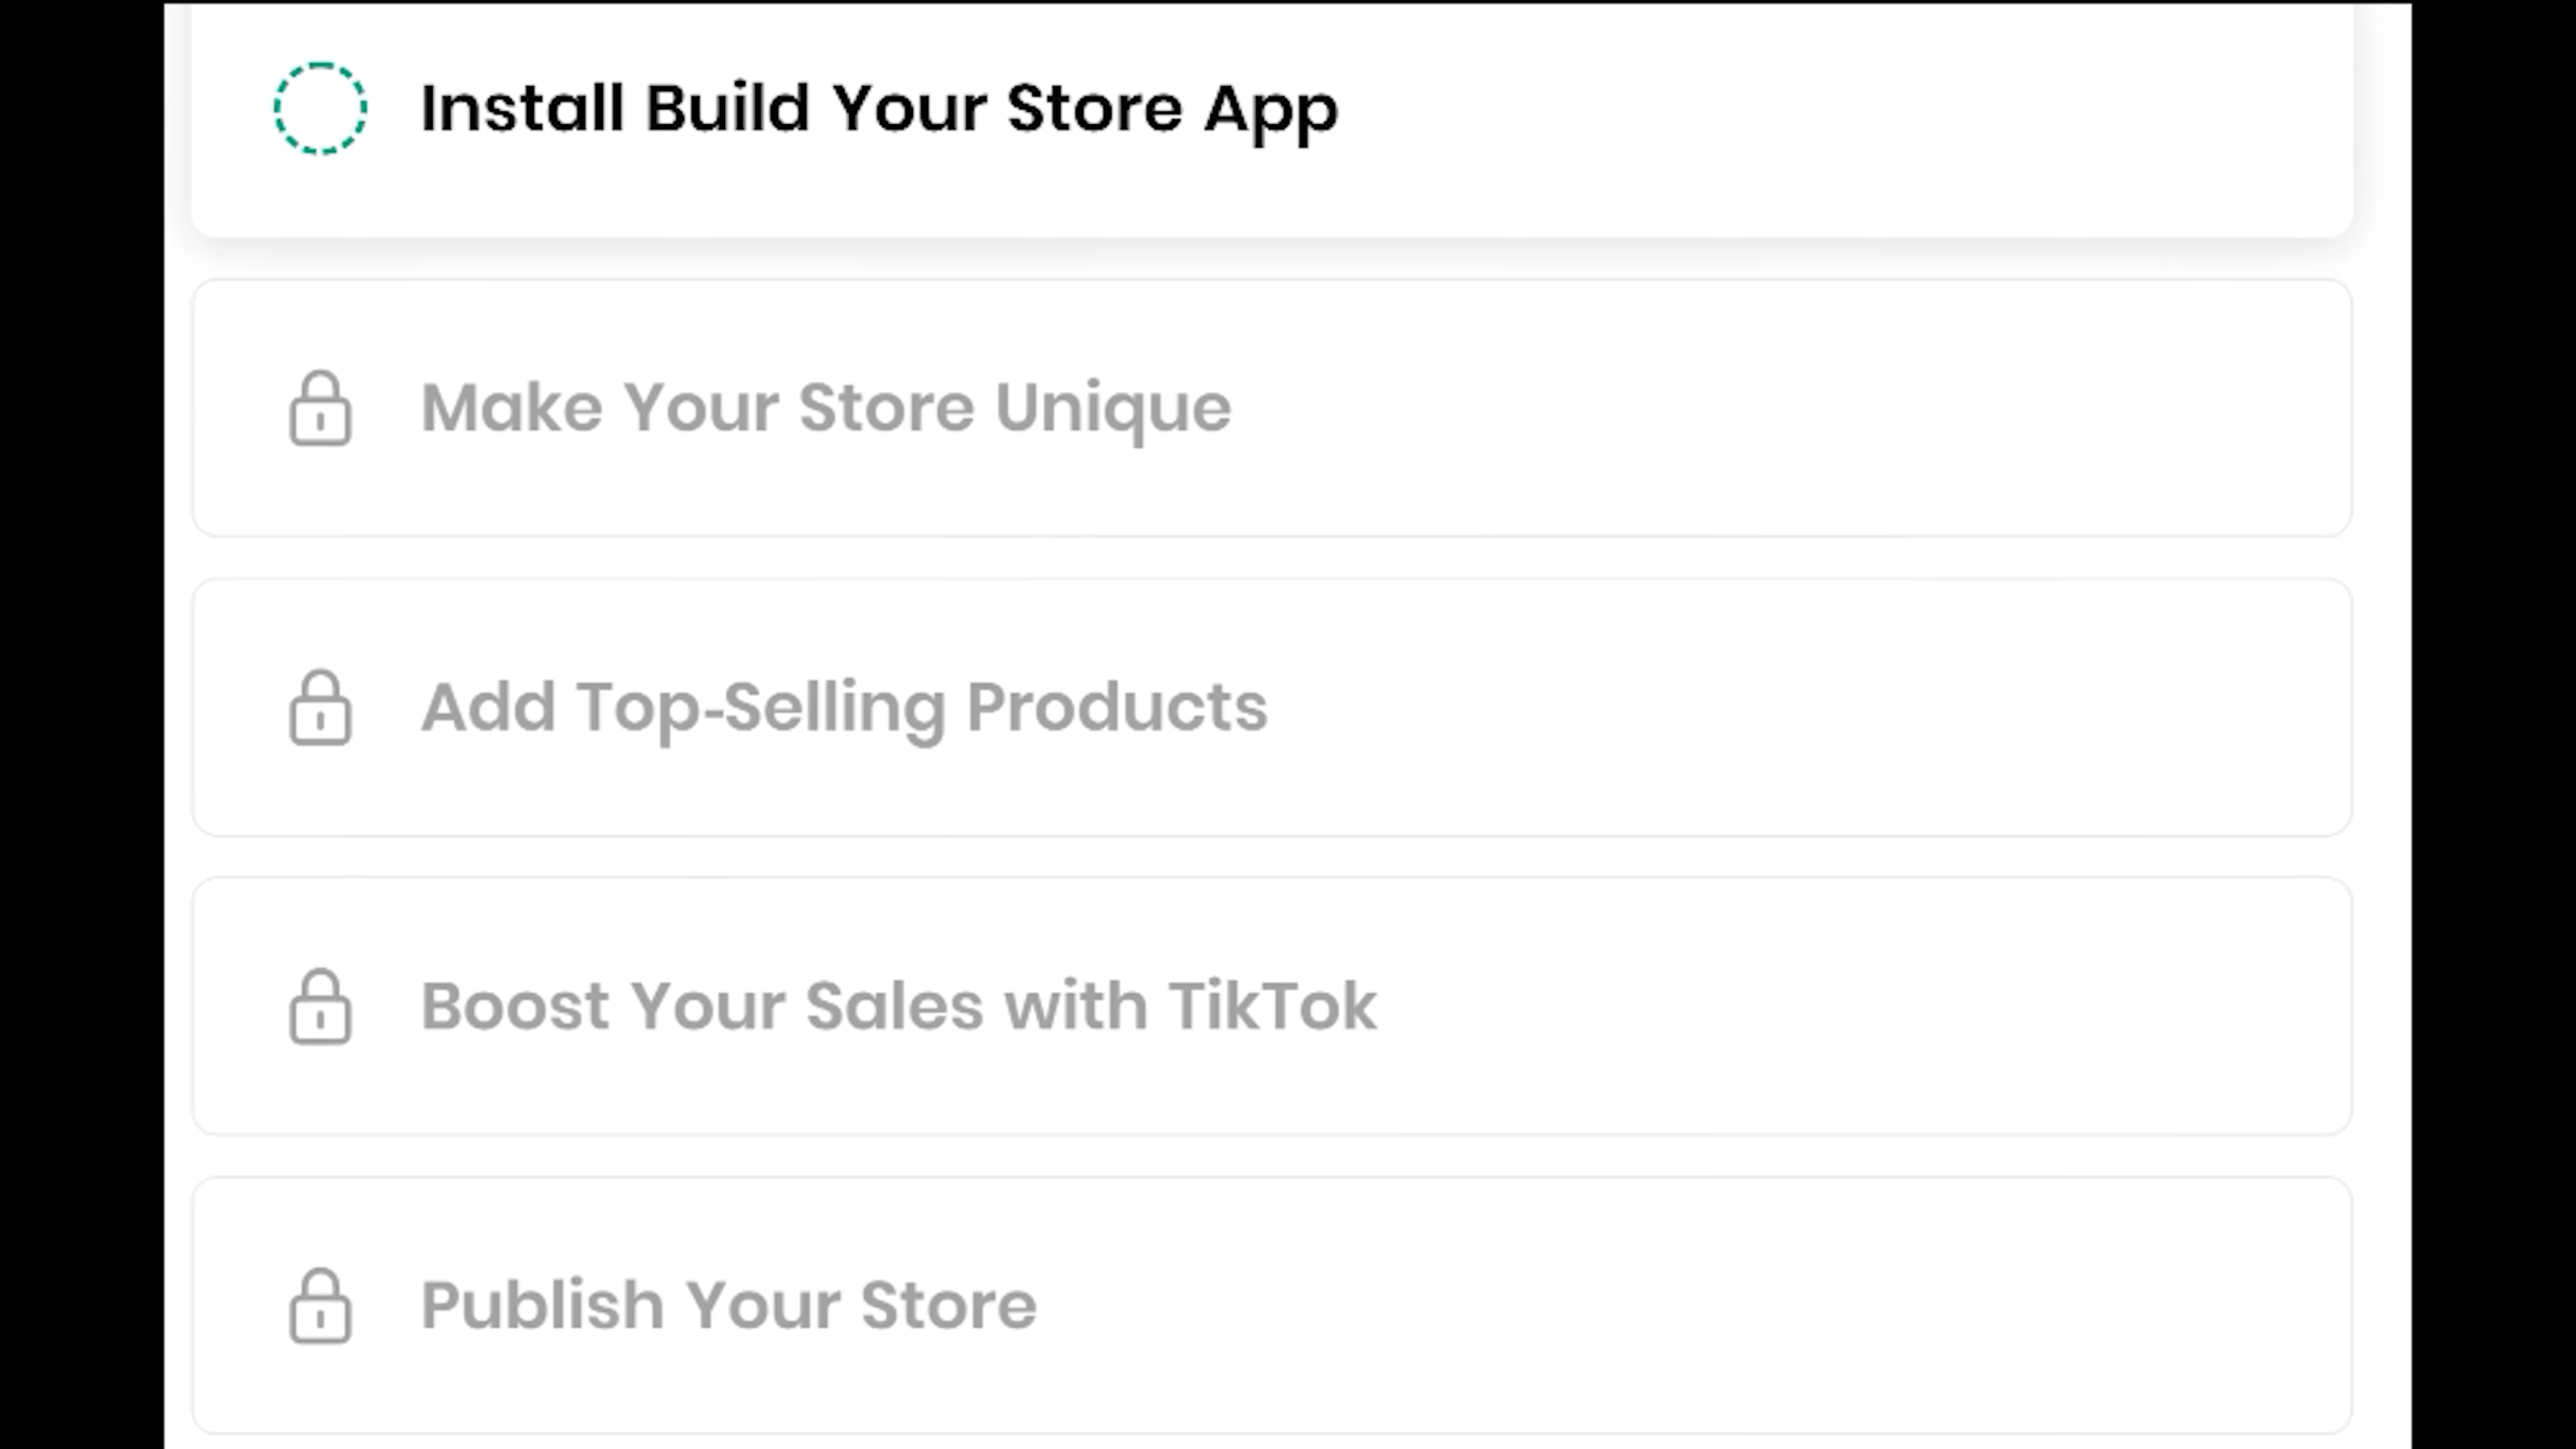 Install Build Your Store App
Make Your Store Unique
Add Top-Selling Products
Boost Your Sales with TikTok
Publish Your Store